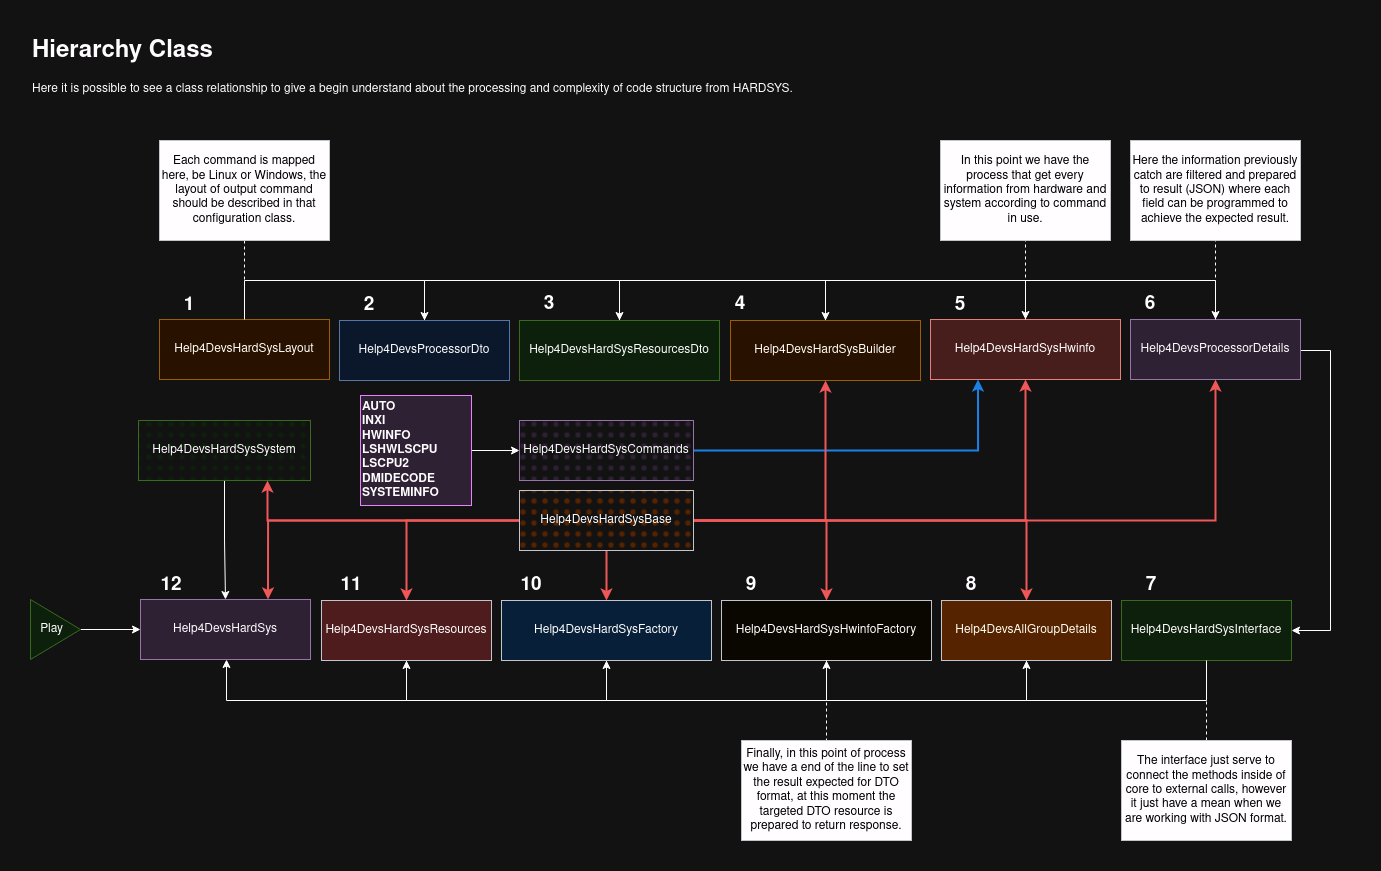 Hierarchy Class
Here it is possible to see a class relationship to give a begin understand about the processing and complexity of code structure from HARDSYS.
Each command is mapped
here, be Linux or Windows, the
layout of output command
should be described in that
configuration class.
In this point we have the
process that get every
information from hardware and
system according to command
in use.
Here the information previously
catch are filtered and prepared
to result (JSON) where each
field can be programmed to
achieve the expected result.
1
2
3
4
5
6
Help4DevsHardSysLayout
Help4DevsProcessorDto
Help4DevsHardSysResourcesDto
Help4DevsHardSysBuilder
Help4DevsHardSysHwinfo
Help4DevsProcessorDetails
AUTO
INXI
HWINFO
LSHWLSCPU
LSCPU2
DMIDECODE
SYSTEMINFO
Help4DevsHardSysSystem
Help4DevsHardSysCommands
Help4DevsHardSysBase
12
11
10
9
8
7
Play
Help4DevsHardSys
Help4DevsHardSysResources
Help4DevsHardSysFactory
Help4DevsHardSysHwinfoFactory
Help4DevsAllGroupDetails
Help4DevsHardSysInterface
Finally, in this point of process
we have a end of the line to set
the result expected for DTO
format, at this moment the
targeted DTO resource is
prepared to return response.
The interface just serve to
connect the methods inside of
core to external calls, however
it just have a mean when we
are working with JSON format.